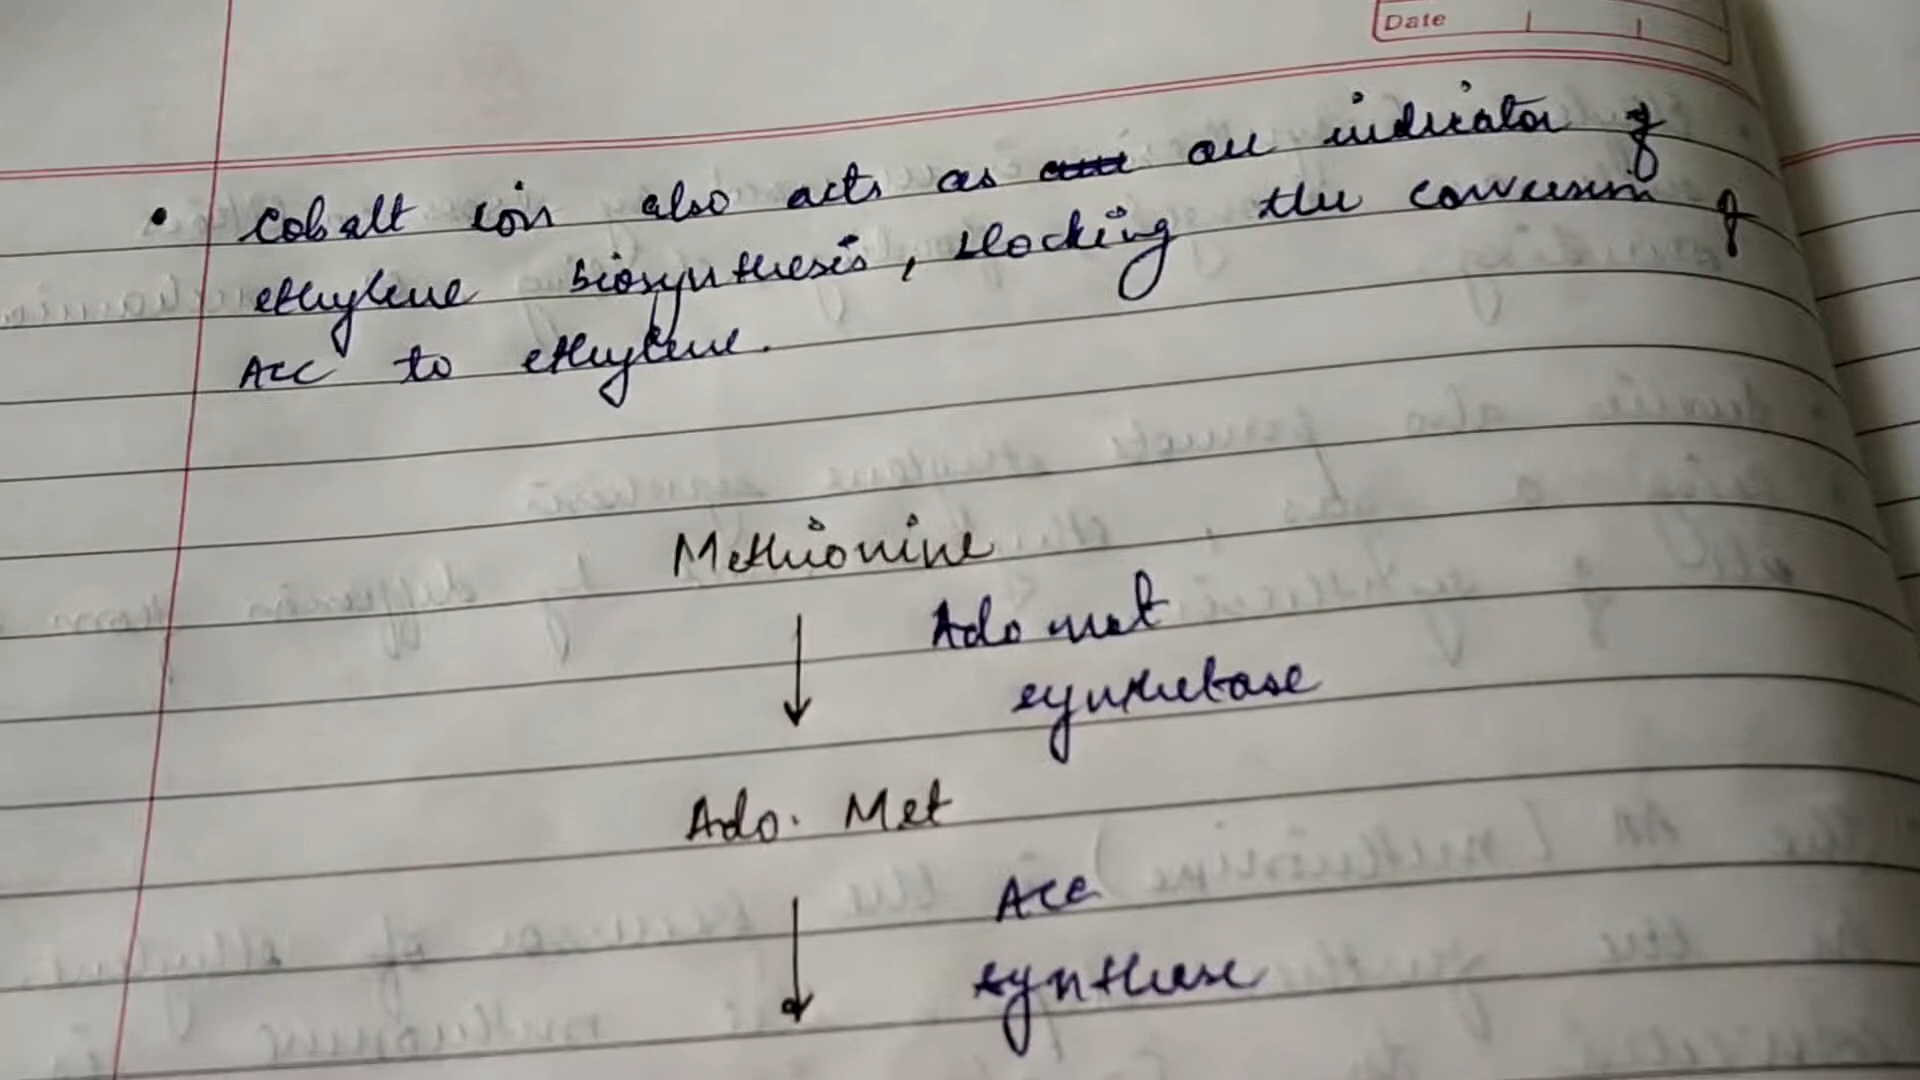 Date
• Cobalt ion also acts as an indicator of
ethylene biosynthesis, blocking the conversion of
ACC to ethylene.
Methionine
Ado met
synthetase
Ado. Met
ACC
synthase